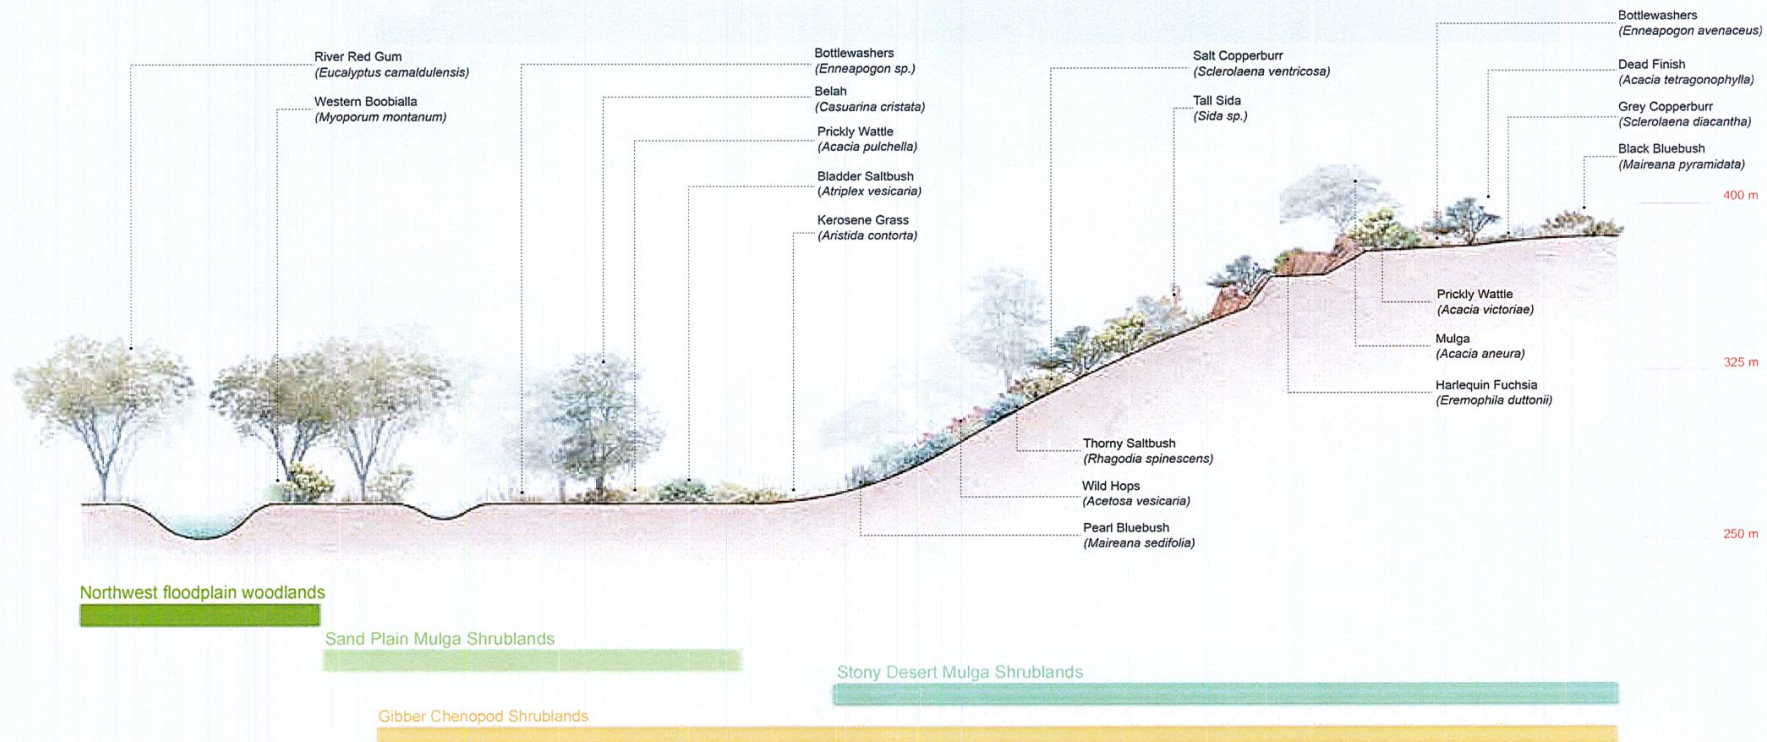 River Red Gum
(Eucalyptus camaldulensis)
Western Boobialla
(Myoporum montanum)
Bottlewashers
(Enneapogon sp.)
Belah
(Casuarina cristata)
Prickly Wattle
(Acacia pulchella)
Bladder Saltbush
(Atriplex vesicaria)
Kerosene Grass
(Aristida contorta)
Salt Copperburr
(Sclerolaena ventricosa)
Tall Sida
(Sida sp.)
Bottlewashers
(Enneapogon avenaceus)
Dead Finish
(Acacia tetragonophylla)
Grey Copperburr
(Sclerolaena diacantha)
Black Bluebush
(Maireana pyramidata)
400 m
325 m
250 m
Prickly Wattle
(Acacia victoriae)
Mulga
(Acacia aneura)
Harlequin Fuchsia
(Eremophila duttonii)
Thorny Saltbush
(Rhagodia spinescens)
Wild Hops
(Acetosa vesicaria)
Pearl Bluebush
(Maireana sedifolia)
Northwest floodplain woodlands
Sand Plain Mulga Shrublands
Stony Desert Mulga Shrublands
Gibber Chenopod Shrublands